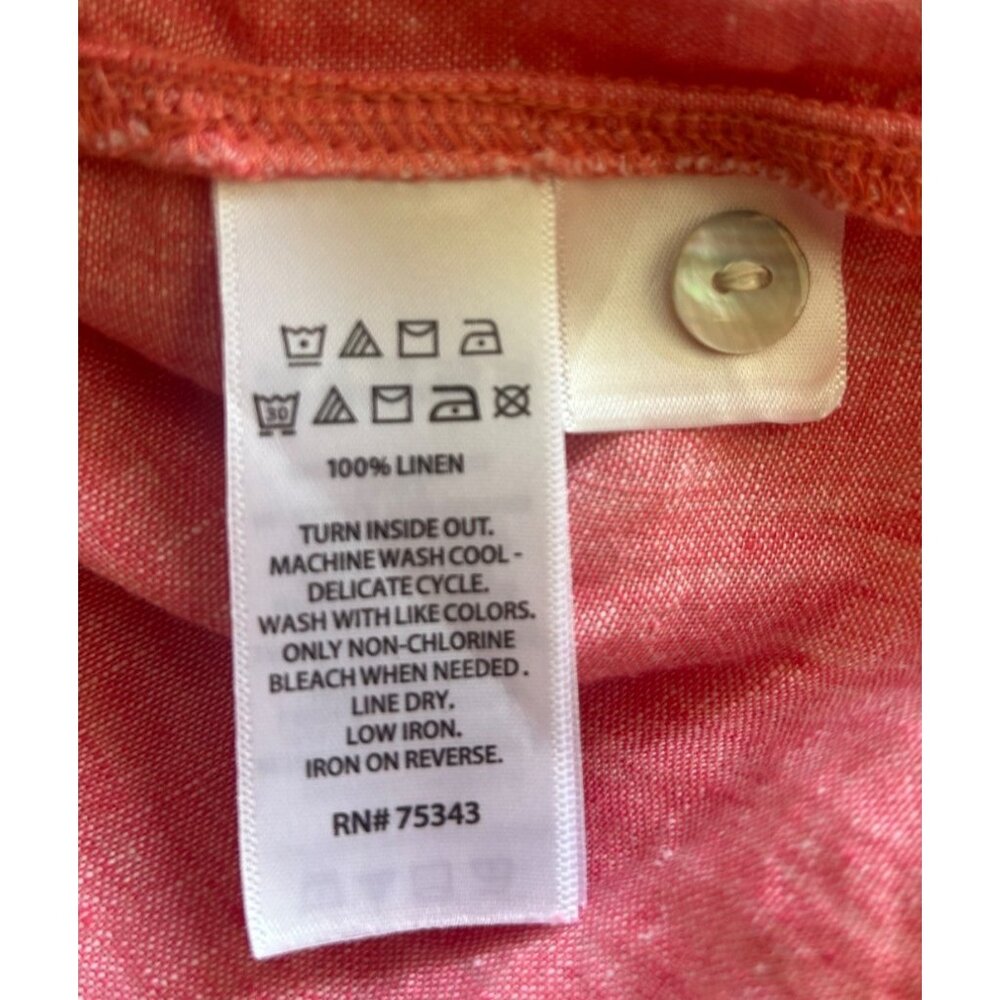 30
100% LINEN
TURN INSIDE OUT.
MACHINE WASH COOL -
DELICATE CYCLE.
WASH WITH LIKE COLORS.
ONLY NON-CHLORINE
BLEACH WHEN NEEDED.
LINE DRY.
LOW IRON.
IRON ON REVERSE.
RN# 75343